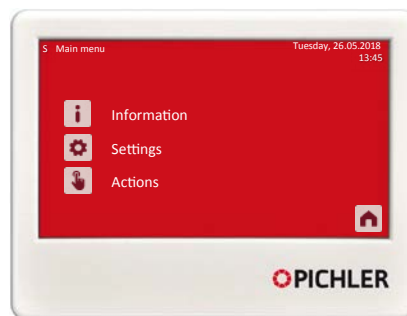 S Main menu
Tuesday, 26.05.2018
13:45
Information
Settings
Actions
PICHLER